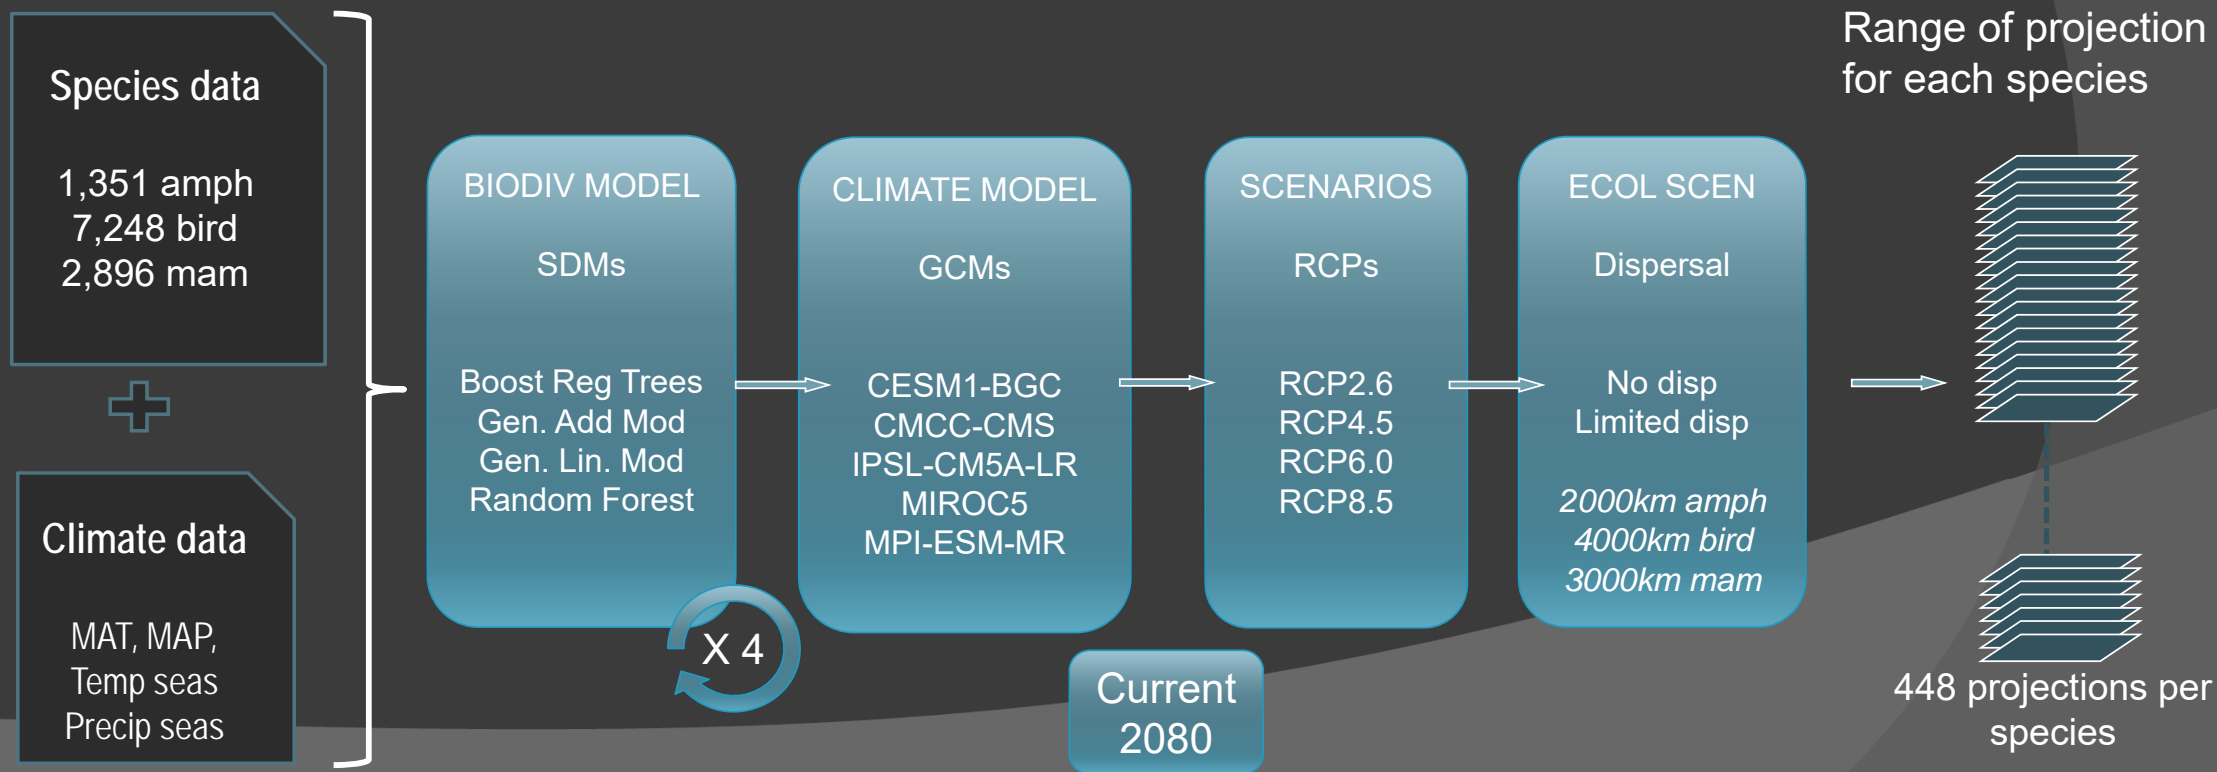 Species data
1,351 amph
7,248 bird
2,896 mam
Climate data
MAT, MAP,
Temp seas
Precip seas
BIODIV MODEL
SDMs
Boost Reg Trees
Gen. Add Mod
Gen. Lin. Mod
Random Forest
X 4
CLIMATE MODEL
GCMs
CESM1-BGC
CMCC-CMS
IPSL-CM5A-LR
MIROC5
MPI-ESM-MR
Current
2080
SCENARIOS
RCPs
RCP2.6
RCP4.5
RCP6.0
RCP8.5
ECOL SCEN
Dispersal
No disp
Limited disp
2000km amph
4000km bird
3000km mam
Range of projection
for each species
448 projections per
species